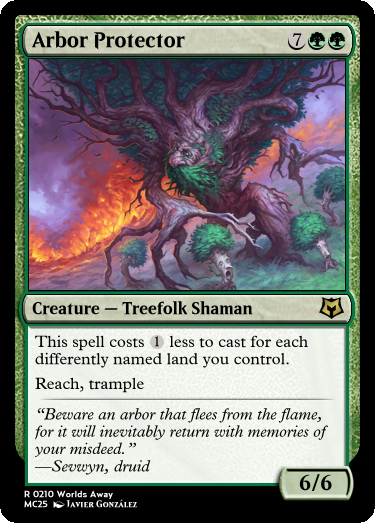 Arbor Protector 7
Creature — Treefolk Shaman
This spell costs 1 less to cast for each
differently named land you control.
Reach, trample
“Beware an arbor that flees from the flame,
for it will inevitably return with memories of
your misdeed.”
—Sevwyn, druid
6/6
R 0210 Worlds Away
MC25 Javier González